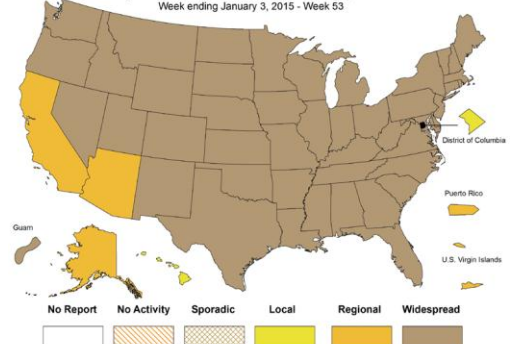 Week ending January 3, 2015 - Week 53
District of Columbia
Puerto Rico
Guam
U.S. Virgin Islands
No Report No Activity Sporadic Local Regional Widespread